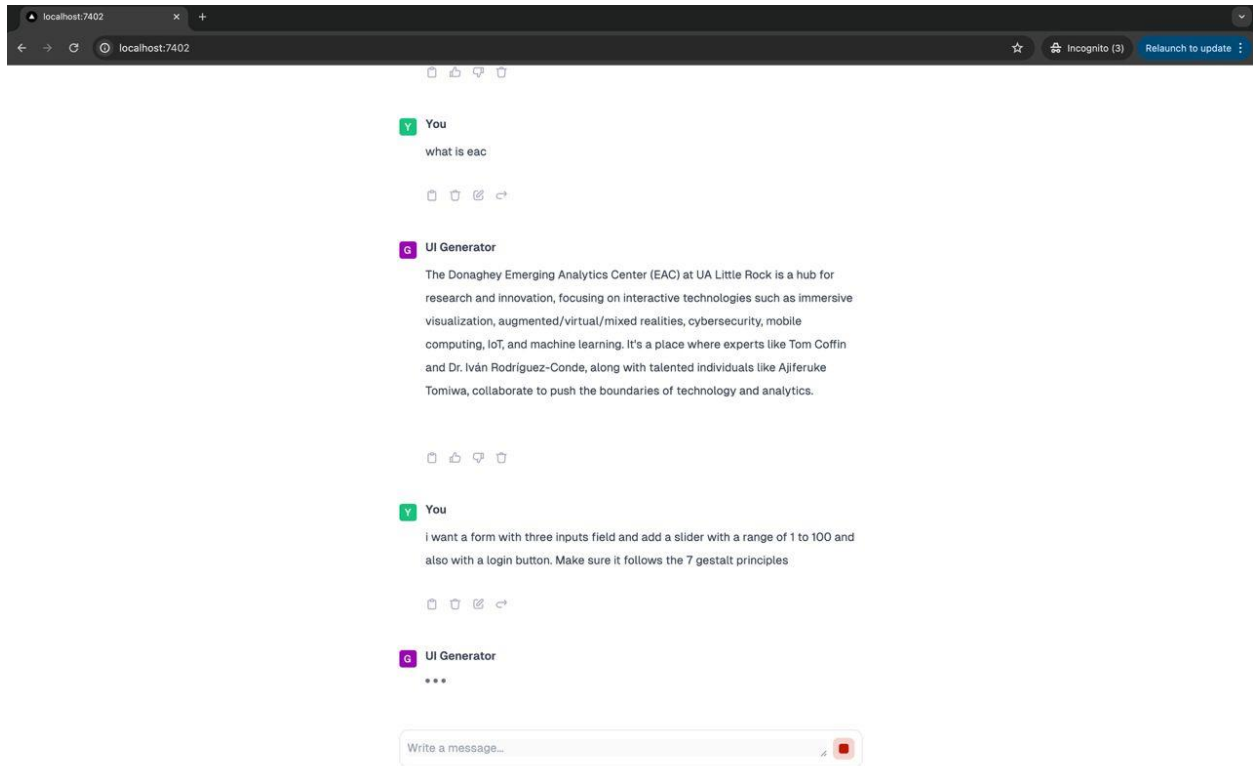 localhost:7402
localhost:7402
Incognito (3)
Relaunch to update
Y
You
what is eac
G
UI Generator
The Donaghey Emerging Analytics Center (EAC) at UA Little Rock is a hub for
research and innovation, focusing on interactive technologies such as immersive
visualization, augmented/virtual/mixed realities, cybersecurity, mobile
computing, IoT, and machine learning. It's a place where experts like Tom Coffin
and Dr. Iván Rodríguez-Conde, along with talented individuals like Ajiferuke
Tomiwa, collaborate to push the boundaries of technology and analytics.
Y
You
i want a form with three inputs field and add a slider with a range of 1 to 100 and
also with a login button. Make sure it follows the 7 gestalt principles
G
UI Generator
Write a message...